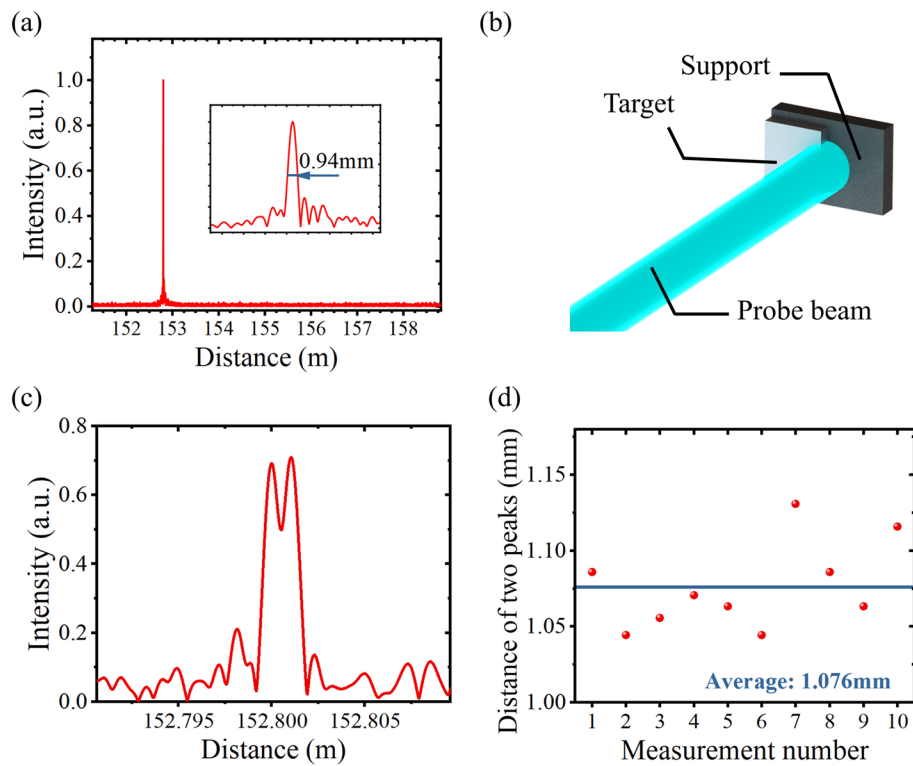 (a)
Intensity (a.u.)
1.0
0.8
0.6
0.4
0.2
0.0
0.94mm
152 153 154 155 156 157 158
Distance (m)
(b)
Support
Target
Probe beam
(c)
Intensity (a.u.)
0.8
0.6
0.4
0.2
0.0
152.795 152.800 152.805
Distance (m)
(d)
Distance of two peaks (mm)
1.15
1.10
1.05
1.00
Average: 1.076mm
1 2 3 4 5 6 7 8 9 10
Measurement number